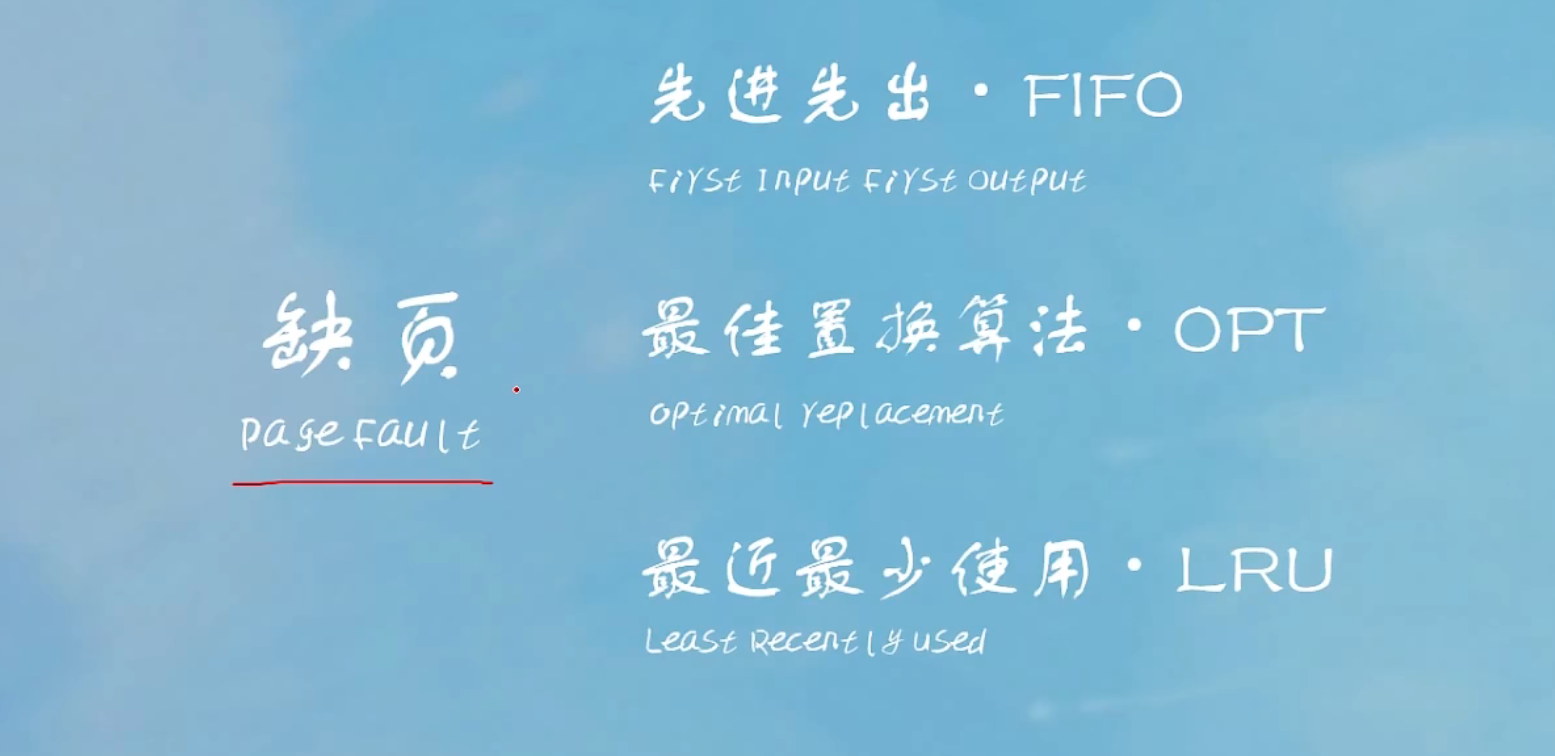 先进先出·FIFO
First Input First Output
缺页
Page Fault
最佳置换算法·OPT
Optimal replacement
最近最少使用·LRU
Least Recently Used